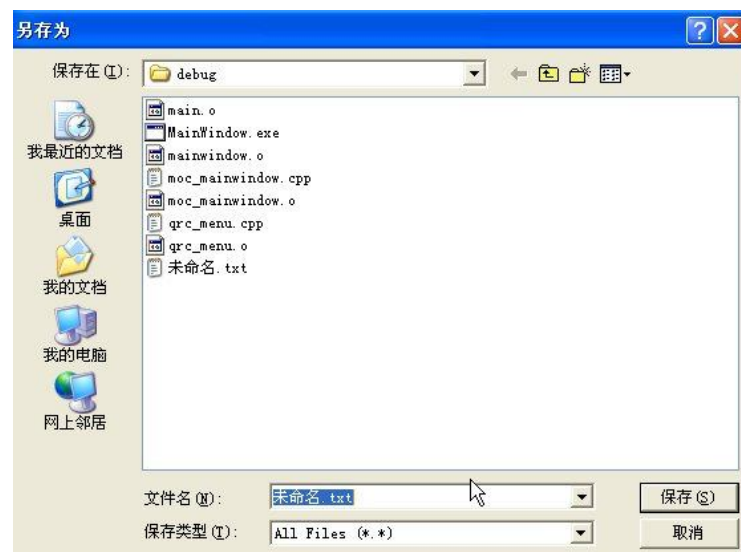 另存为
保存在(I):
debug
我最近的文档
桌面
我的文档
我的电脑
网上邻居
main.o
MainWindow.exe
mainwindow.o
moc_mainwindow.cpp
moc_mainwindow.o
qrc_menu.cpp
qrc_menu.o
未命名.txt
文件名(N):
未命名.txt
保存(S)
保存类型(T):
All Files (*.*)
取消